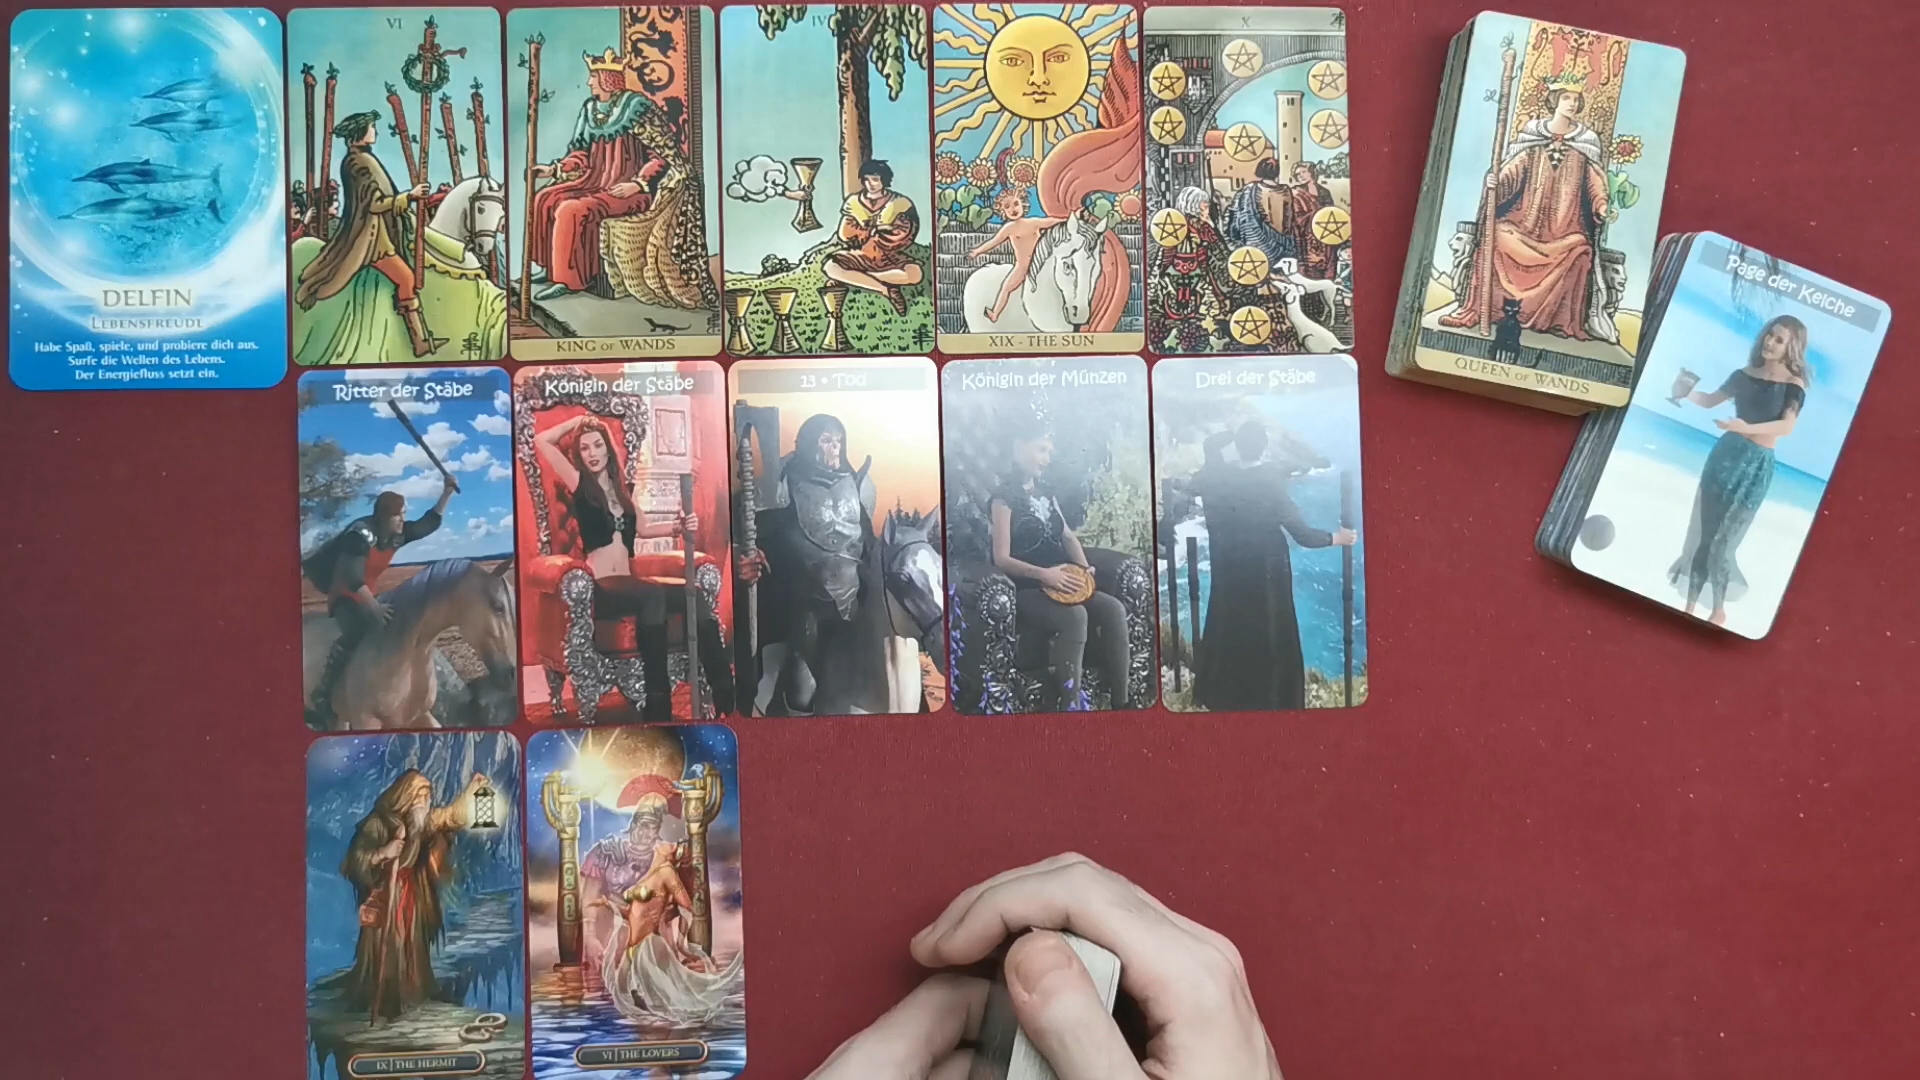 DELFIN
LEBENSFREUDE
Habe Spaß, spiele, und probiere dich aus.
Surfe die Wellen des Lebens.
Der Energiefluss setzt ein.
VI
KING OF WANDS
IV
XIX - THE SUN
X
QUEEN OF WANDS
Page der Kelche
Ritter der Stäbe
Königin der Stäbe
13 • Tod
Königin der Münzen
Drei der Stäbe
IX | THE HERMIT
VI | THE LOVERS